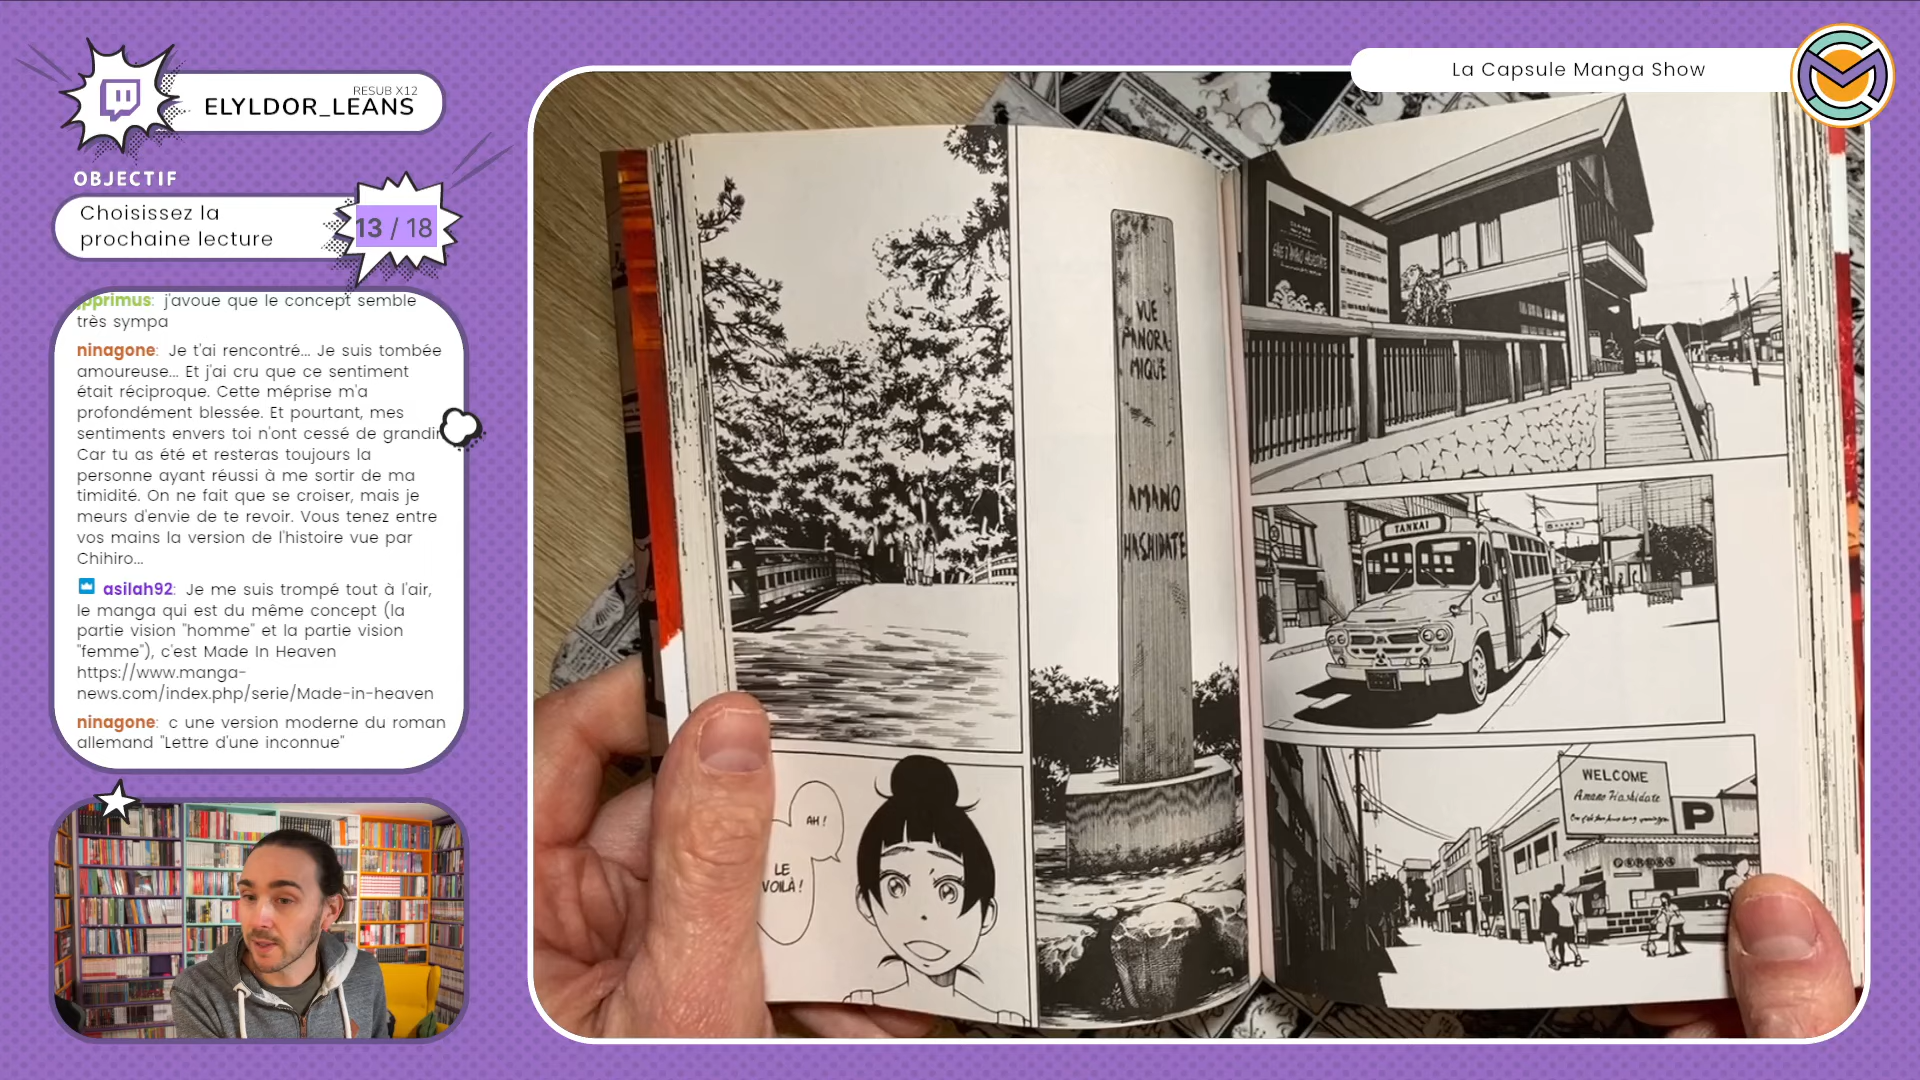 RESUB X12
ELYLDOR_LEANS
OBJECTIF
Choisissez la
prochaine lecture
13 / 18
pprimus: j'avoue que le concept semble
très sympa
ninagone: Je t'ai rencontré... Je suis tombée
amoureuse... Et j'ai cru que ce sentiment
était réciproque. Cette méprise m'a
profondément blessée. Et pourtant, mes
sentiments envers toi n'ont cessé de grandir
Car tu as été et resteras toujours la
personne ayant réussi à me sortir de ma
timidité. On ne fait que se croiser, mais je
meurs d'envie de te revoir. Vous tenez entre
vos mains la version de l'histoire vue par
Chihiro...
asilah92: Je me suis trompé tout à l'air,
le manga qui est du même concept (la
partie vision "homme" et la partie vision
"femme"), c'est Made In Heaven
https://www.manga-
news.com/index.php/serie/Made-in-heaven
ninagone: c une version moderne du roman
allemand "Lettre d'une inconnue"
La Capsule Manga Show
VUE
PANORA-
MIQUE
AMANO
HASHIDATE
AH !
LE
VOILÀ !
TANKAI
WELCOME
Amano Hashidate
P